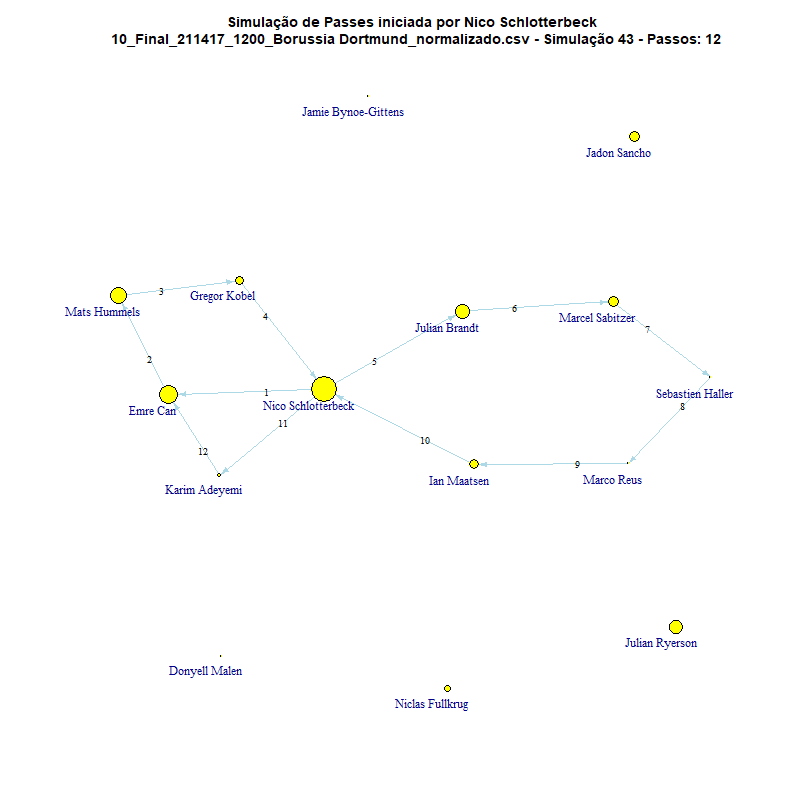 Simulação de Passes iniciada por Nico Schlotterbeck
10_Final_211417_1200_Borussia Dortmund_normalizado.csv - Simulação 43 - Passos: 12
Jamie Bynoe-Gittens
Jadon Sancho
3
Gregor Kobel
Mats Hummels
4
6
Marcel Sabitzer
Julian Brandt
7
2
5
1
Sebastien Haller
Nico Schlotterbeck
8
Emre Can
11
10
12
9
Ian Maatsen
Marco Reus
Karim Adeyemi
Julian Ryerson
Donyell Malen
Niclas Fullkrug